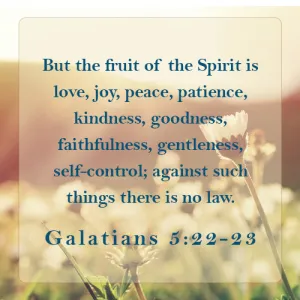 But the fruit of the Spirit is
love, joy, peace, patience,
kindness, goodness,
faithfulness, gentleness,
self-control; against such
things there is no law.
Galatians 5:22-23